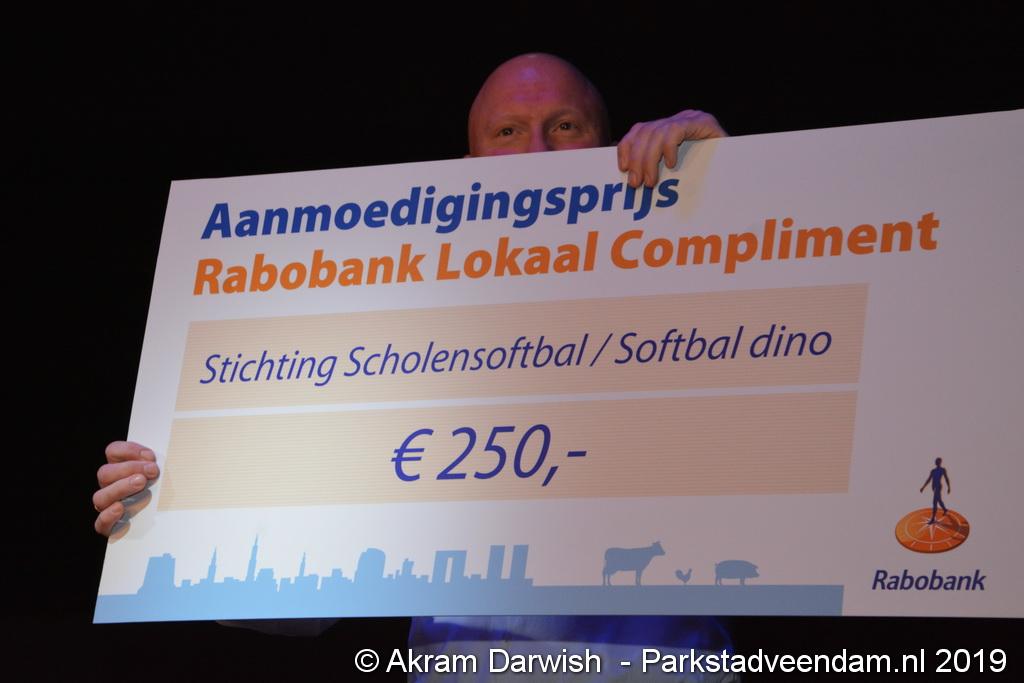 Aanmoedigingsprijs
Rabobank Lokaal Compliment
Stichting Scholensoftbal / Softbal dino
€ 250,-
Rabobank
© Akram Darwish - Parkstadveendam.nl 2019